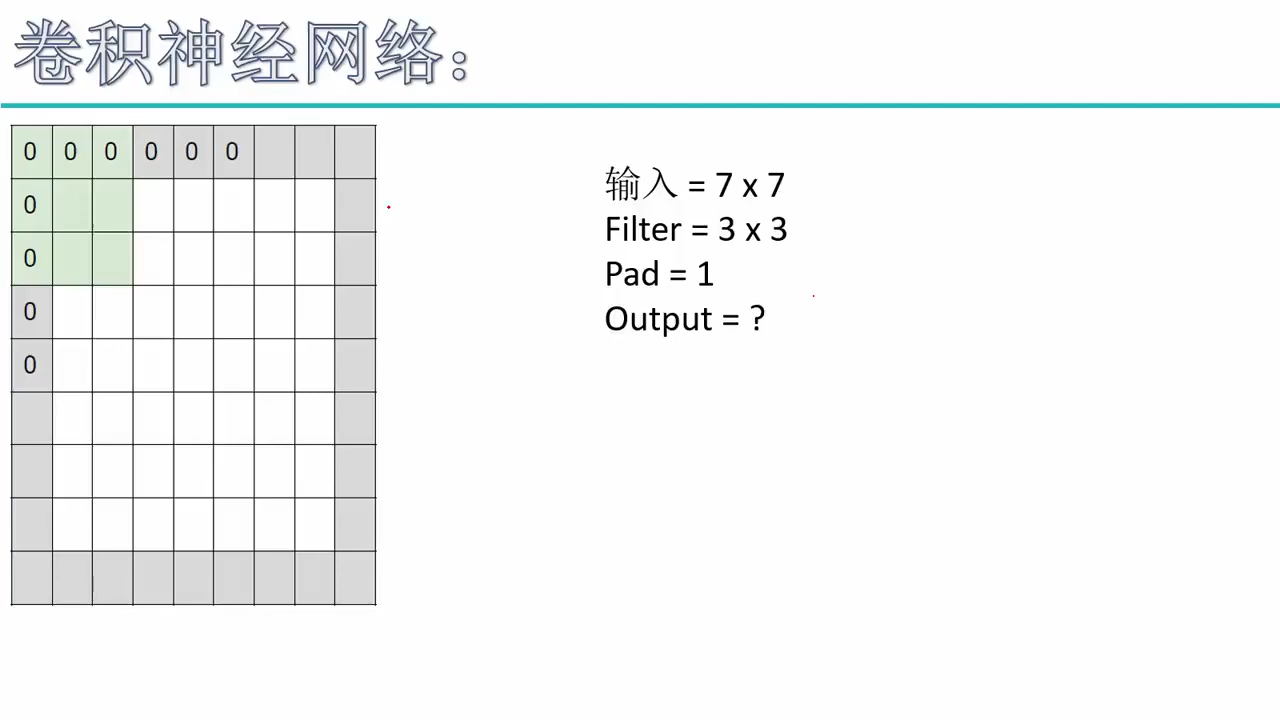 卷积神经网络：
0 0 0 0 0 0
0
0
0
0
输入 = 7 x 7
Filter = 3 x 3
Pad = 1
Output = ?